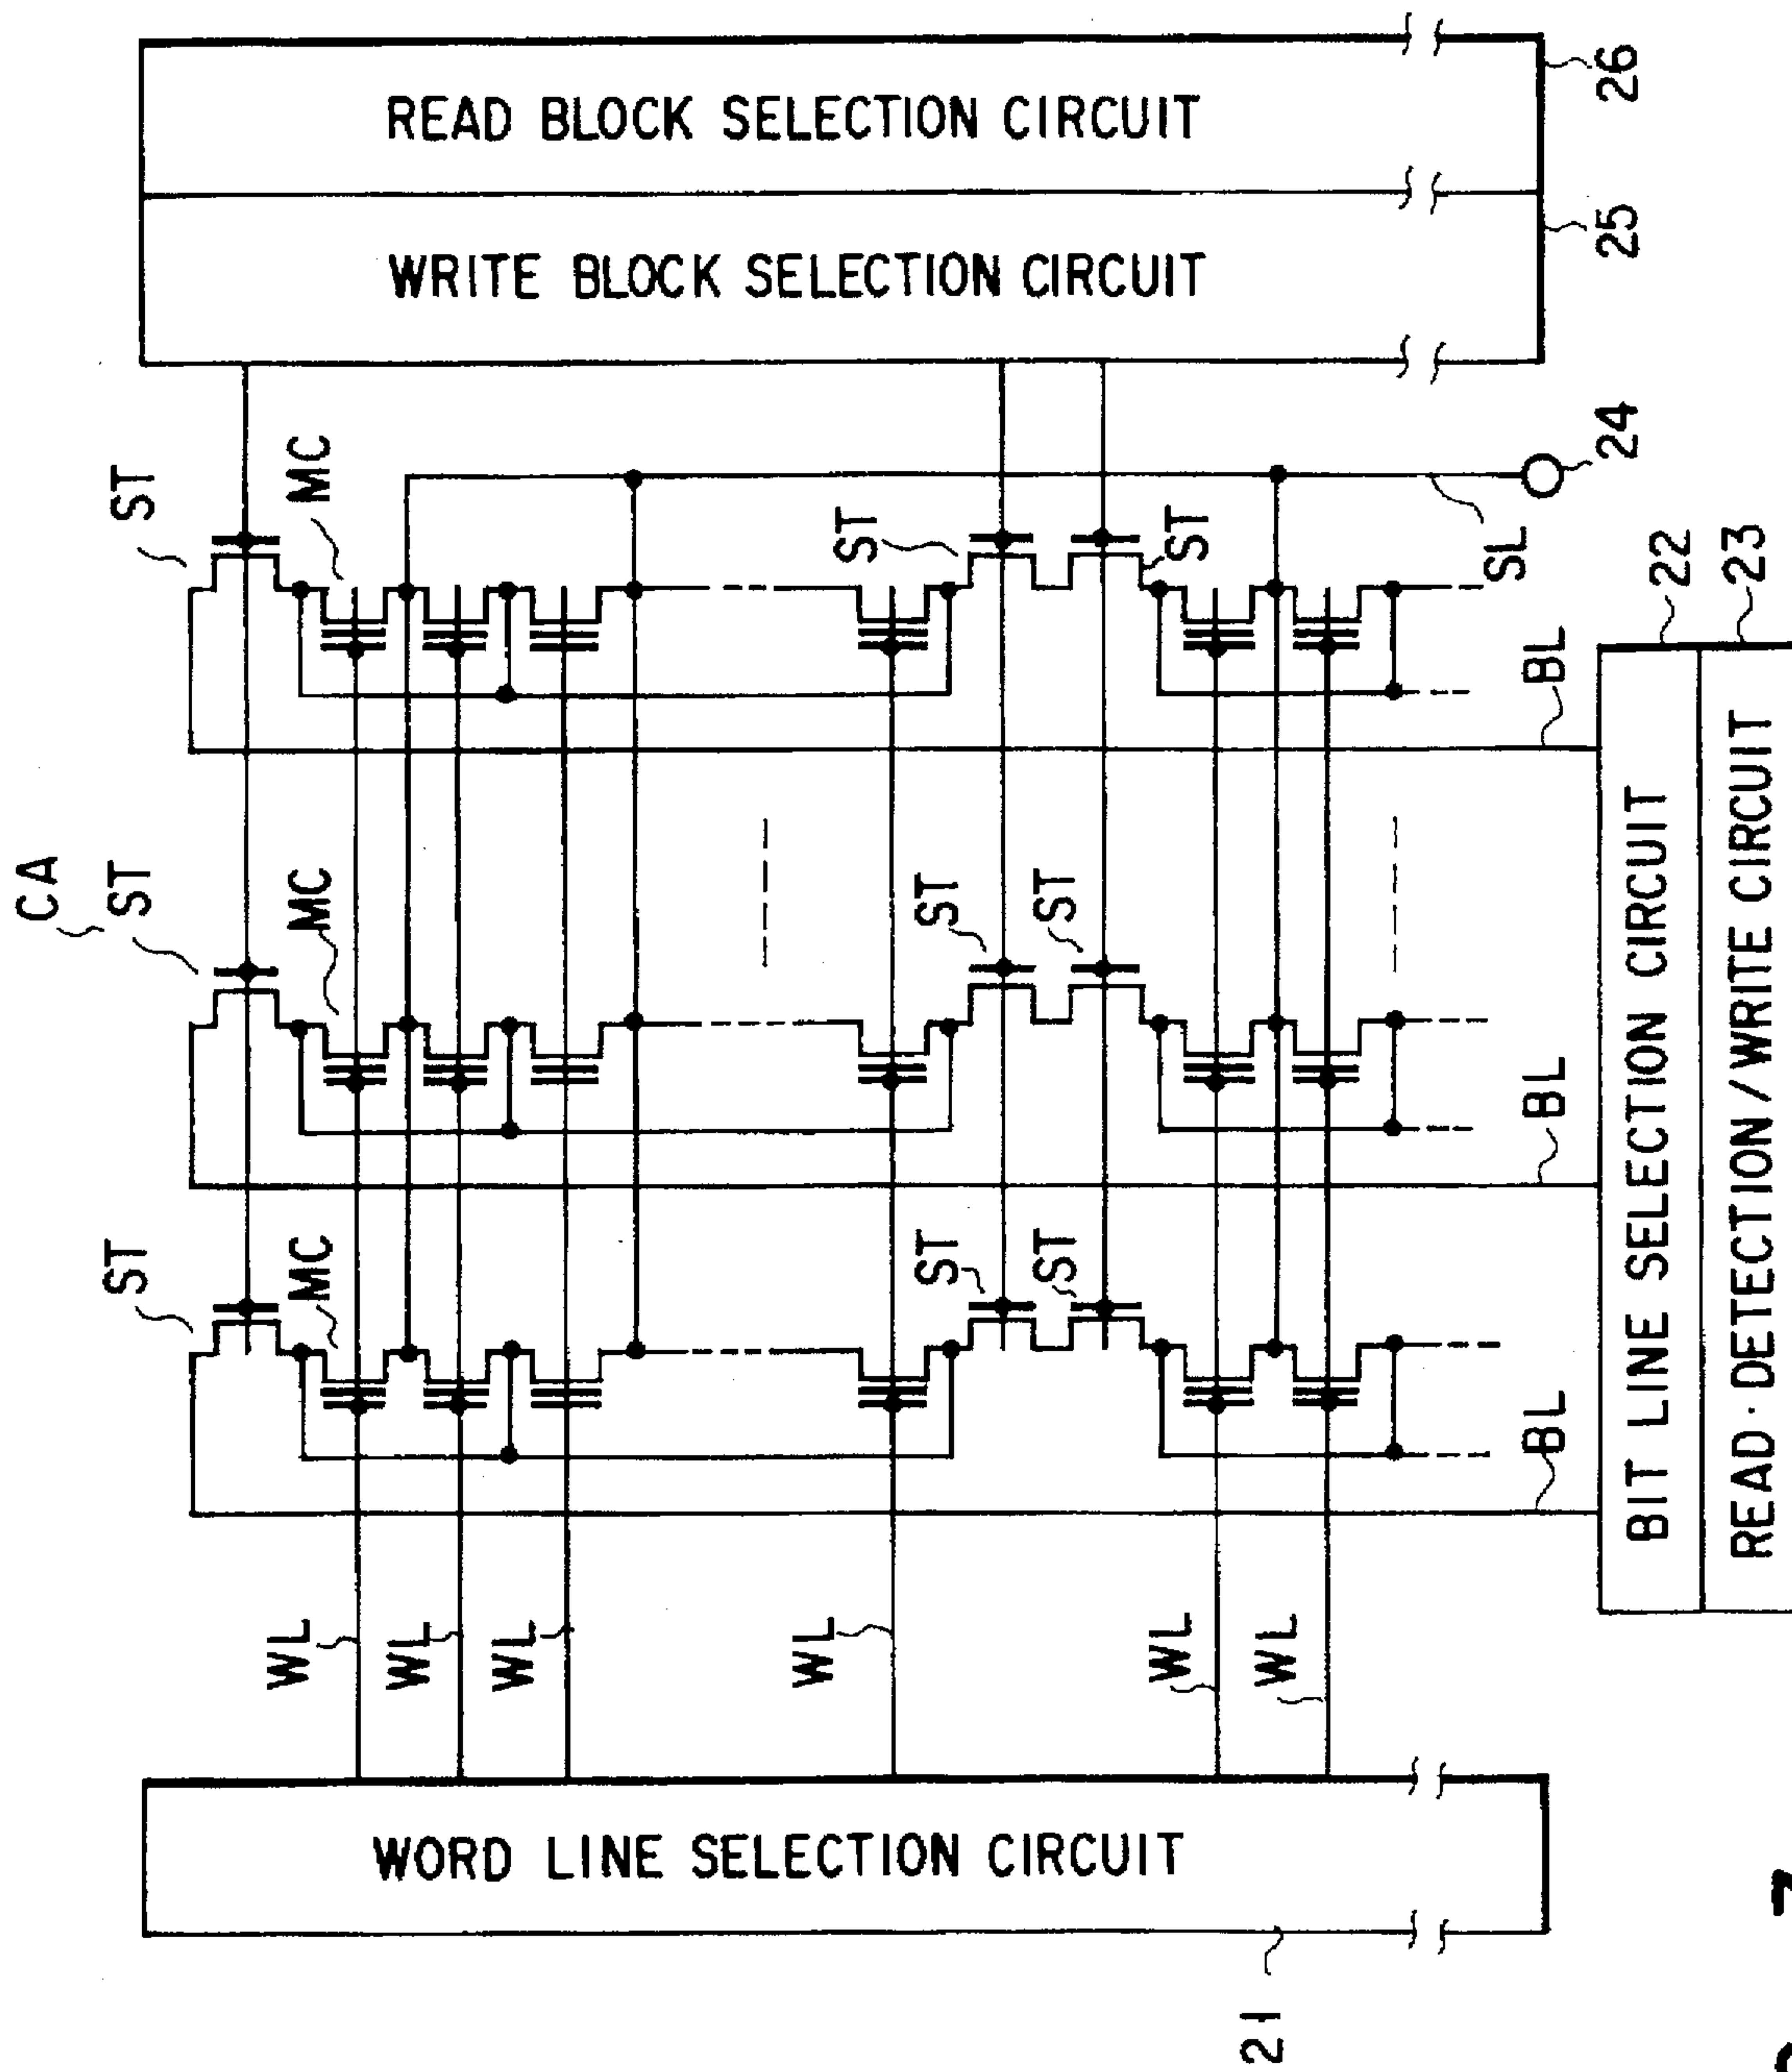 CA
ST
ST
ST
WL
MC
MC
MC
WL
WL
WL
ST
ST
ST
ST
ST
ST
WL
WL
21
SL
BL
BL
BL
24
25
26
WORD LINE SELECTION CIRCUIT
WRITE BLOCK SELECTION CIRCUIT
READ BLOCK SELECTION CIRCUIT
BIT LINE SELECTION CIRCUIT
22
READ·DETECTION/WRITE CIRCUIT
23
7